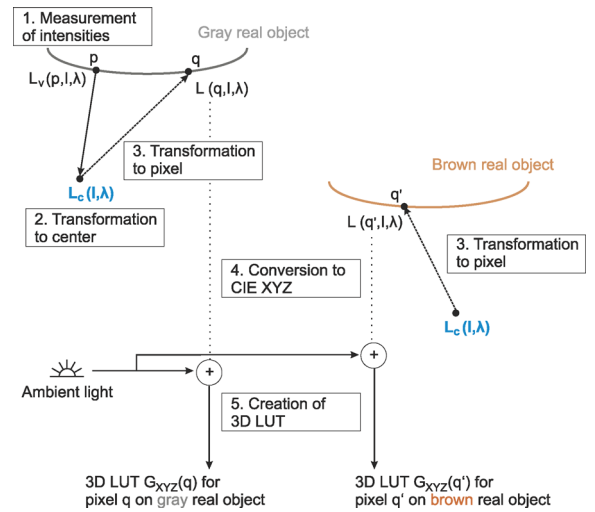 1. Measurement
of intensities
Gray real object
p
q
Lv(p,I,λ)
L (q,I,λ)
3. Transformation
to pixel
Lc(I,λ)
2. Transformation
to center
Brown real object
q'
L (q',I,λ)
3. Transformation
to pixel
4. Conversion to
CIE XYZ
Lc(I,λ)
+
+
Ambient light
5. Creation of
3D LUT
3D LUT GXYZ(q) for
pixel q on gray real object
3D LUT GXYZ(q') for
pixel q' on brown real object